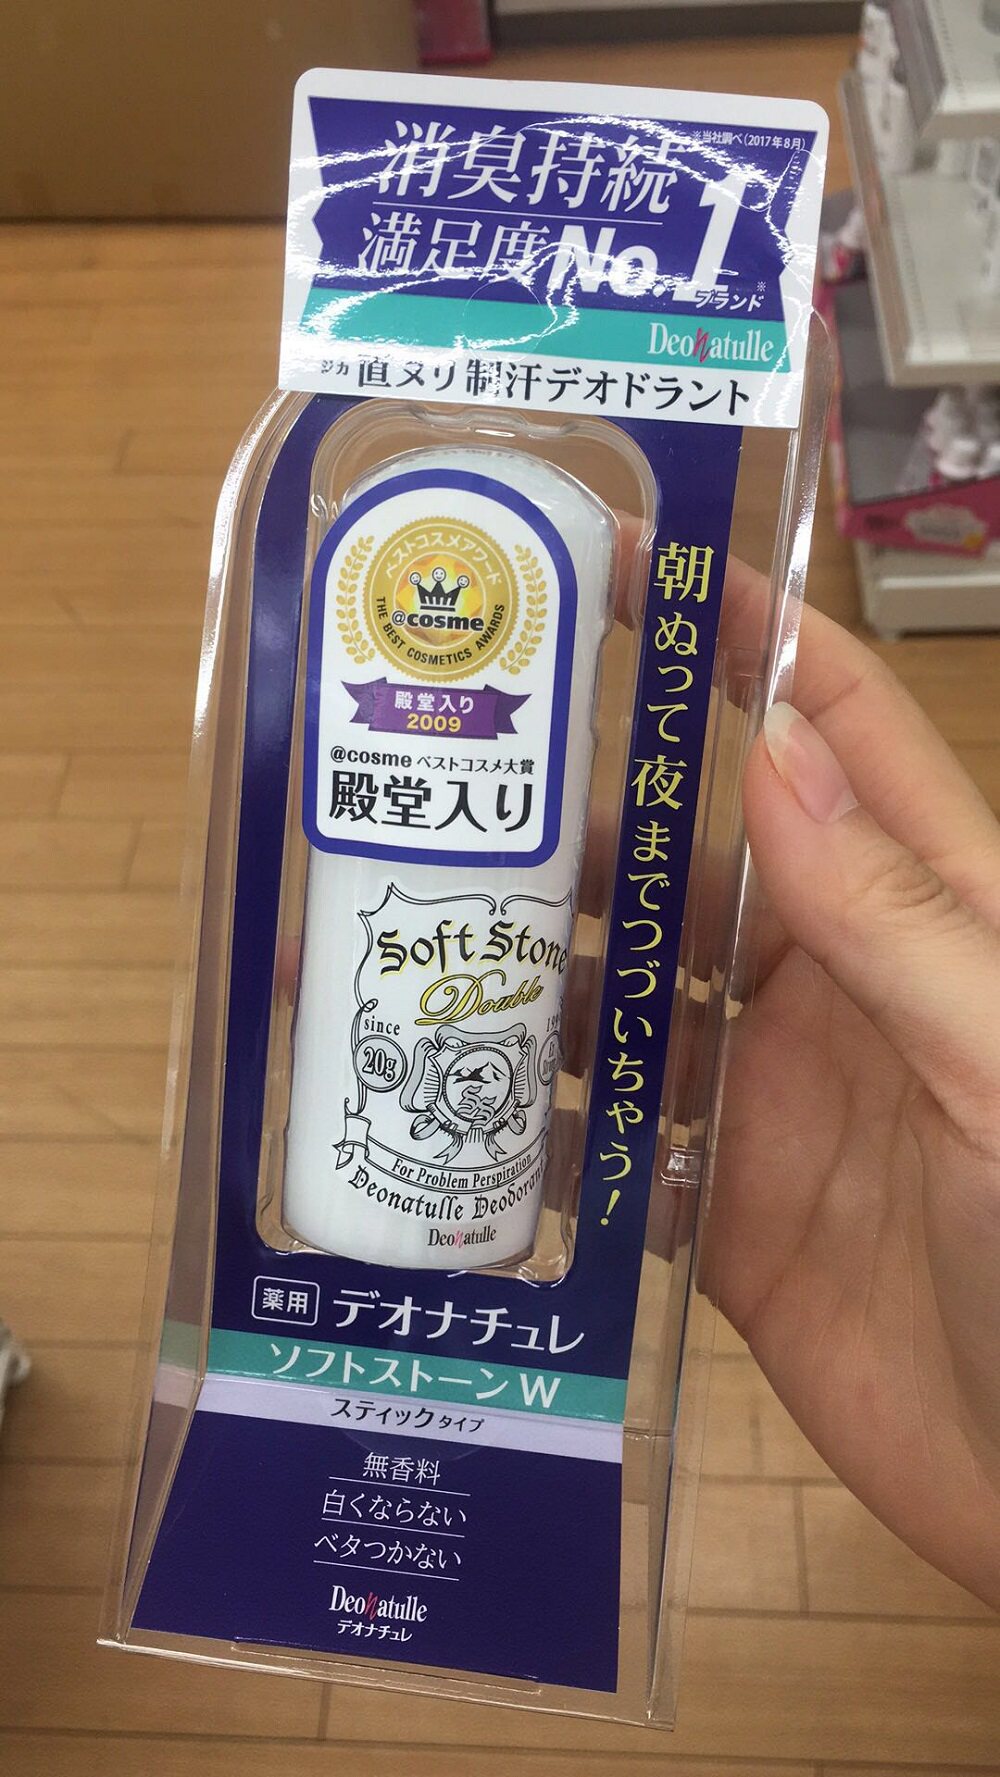 ※当社調べ(2017年8月)
消臭持続
満足度No.1
ブランド※
Deonatulle
ジカ
直ヌリ制汗デオドラント
朝ぬって夜までつづいちゃう!
ベストコスメアワード
@cosme
THE BEST COSMETICS AWARDS
殿堂入り
2009
@cosme ベストコスメ大賞
殿堂入り
Soft Stone
Double
since
20g
For Problem Perspiration
Deonatulle Deodorant
Deonatulle
薬用 デオナチュレ
ソフトストーンW
スティックタイプ
無香料
白くならない
ベタつかない
Deonatulle
デオナチュレ